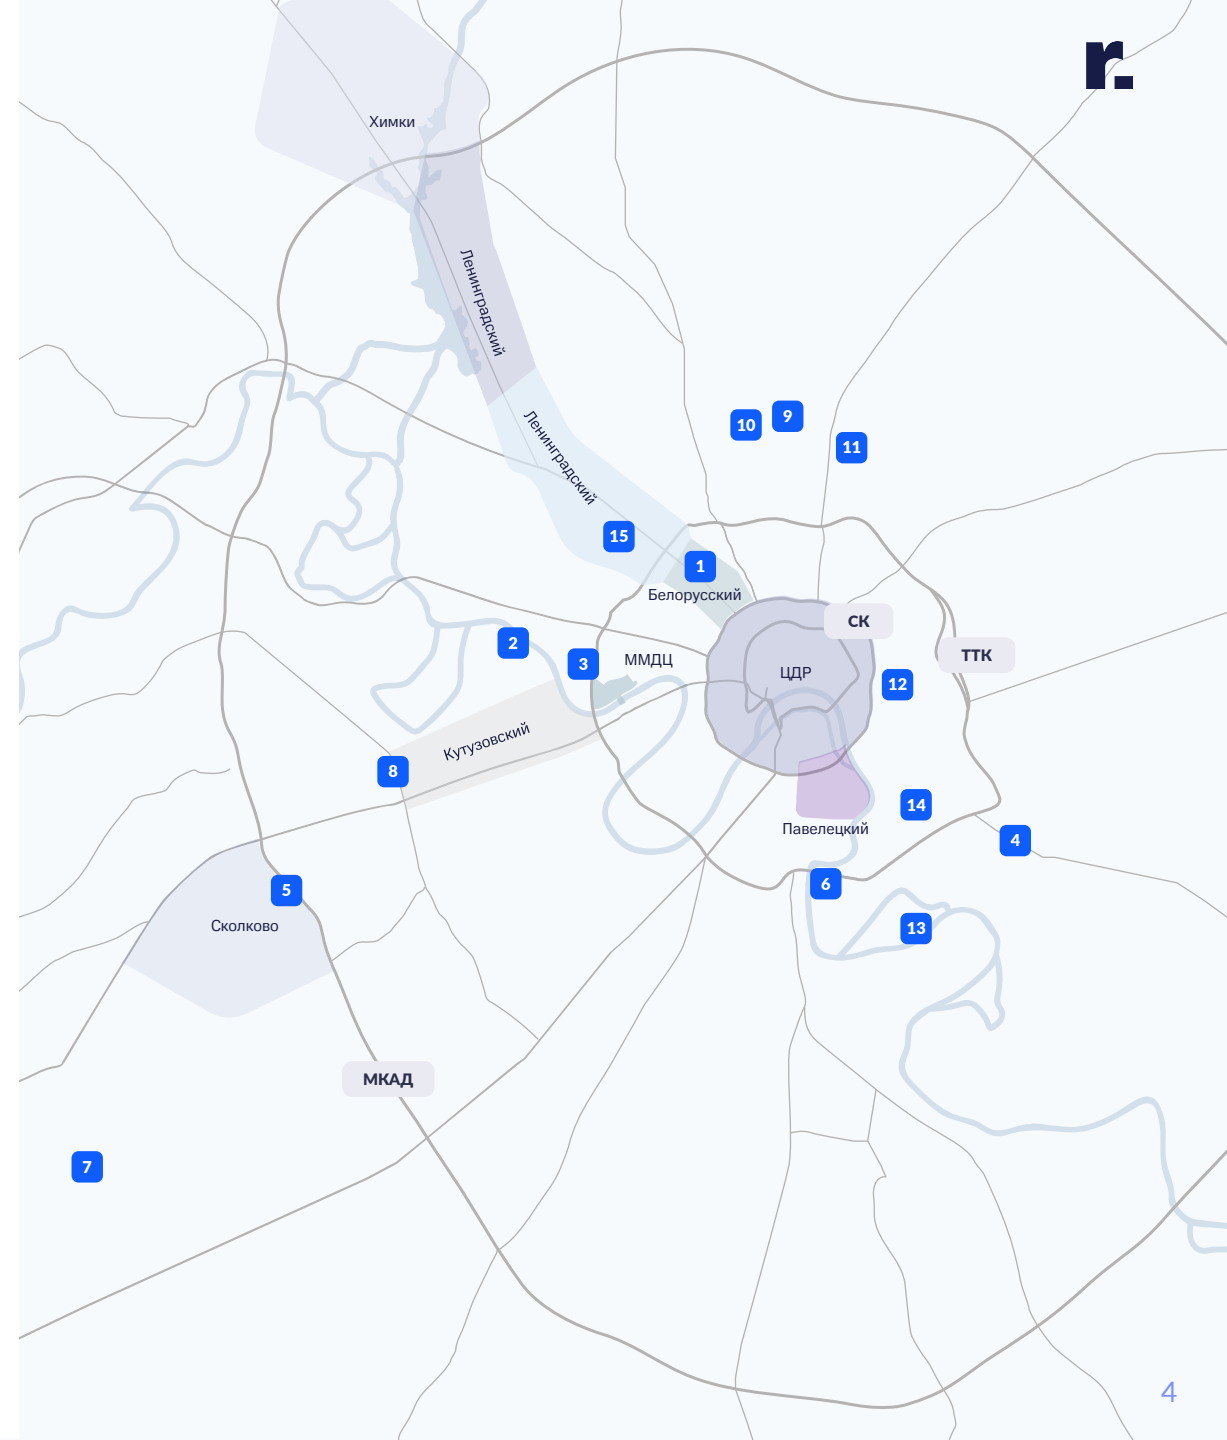 r.
Химки
Ленинградский
Ленинградский
10
9
11
15
1
Белорусский
СК
2
3
ММДЦ
ЦДР
ТТК
12
Кутузовский
8
14
Павелецкий
4
5
6
Сколково
13
МКАД
7
4